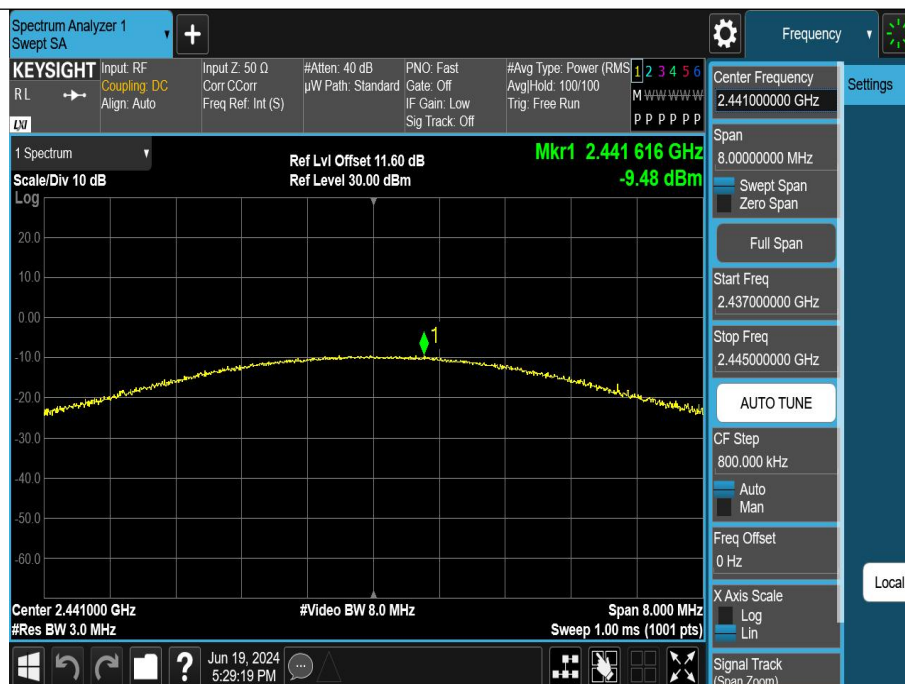 Spectrum Analyzer 1
Swept SA
Frequency
KEYSIGHT
RL
LXI
Input: RF
Coupling: DC
Align: Auto
Input Z: 50 Ω
Corr CCorr
Freq Ref: Int (S)
#Atten: 40 dB
µW Path: Standard
PNO: Fast
Gate: Off
IF Gain: Low
Sig Track: Off
#Avg Type: Power (RMS
Avg|Hold: 100/100
Trig: Free Run
1 2 3 4 5 6
M W W W W W
P P P P P P
Center Frequency
2.441000000 GHz
Settings
Span
8.00000000 MHz
Swept Span
Zero Span
Full Span
Start Freq
2.437000000 GHz
Stop Freq
2.445000000 GHz
AUTO TUNE
CF Step
800.000 kHz
Auto
Man
Freq Offset
0 Hz
X Axis Scale
Log
Lin
Local
Signal Track
(Span Zoom)
1 Spectrum
Scale/Div 10 dB
Log
Ref Lvl Offset 11.60 dB
Ref Level 30.00 dBm
Mkr1 2.441 616 GHz
-9.48 dBm
20.0
10.0
0.00
-10.0
-20.0
-30.0
-40.0
-50.0
-60.0
1
Center 2.441000 GHz
#Res BW 3.0 MHz
#Video BW 8.0 MHz
Span 8.000 MHz
Sweep 1.00 ms (1001 pts)
Jun 19, 2024
5:29:19 PM